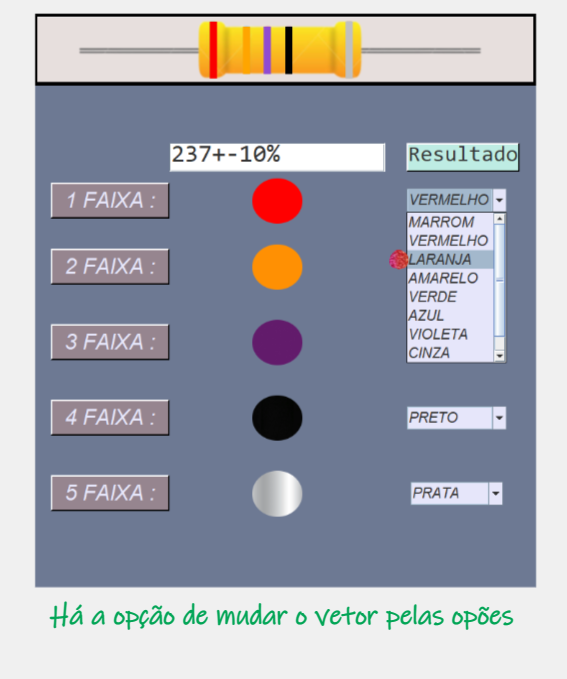 237+-10% Resultado
1 FAIXA : VERMELHO
MARROM
VERMELHO
2 FAIXA : LARANJA
AMARELO
VERDE
AZUL
3 FAIXA : VIOLETA
CINZA
4 FAIXA : PRETO
5 FAIXA : PRATA
Há a opção de mudar o vetor pelas opões